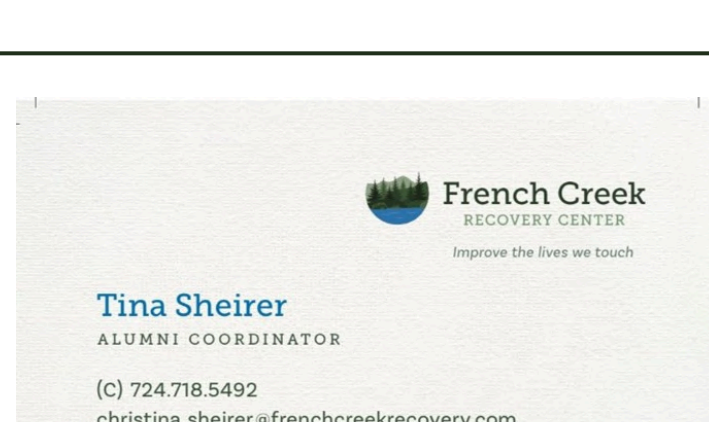 French Creek
RECOVERY CENTER
Improve the lives we touch
Tina Sheirer
ALUMNI COORDINATOR
(C) 724.718.5492
christina.sheirer@frenchcreekrecovery.com